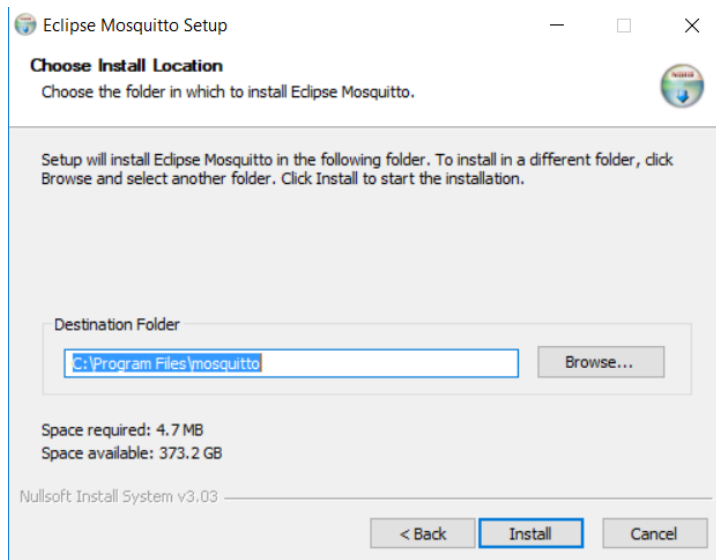 Eclipse Mosquitto Setup
Choose Install Location
Choose the folder in which to install Eclipse Mosquitto.
Setup will install Eclipse Mosquitto in the following folder. To install in a different folder, click
Browse and select another folder. Click Install to start the installation.
Destination Folder
C:\Program Files\mosquitto
Browse...
Space required: 4.7 MB
Space available: 373.2 GB
Nullsoft Install System v3.03
< Back
Install
Cancel